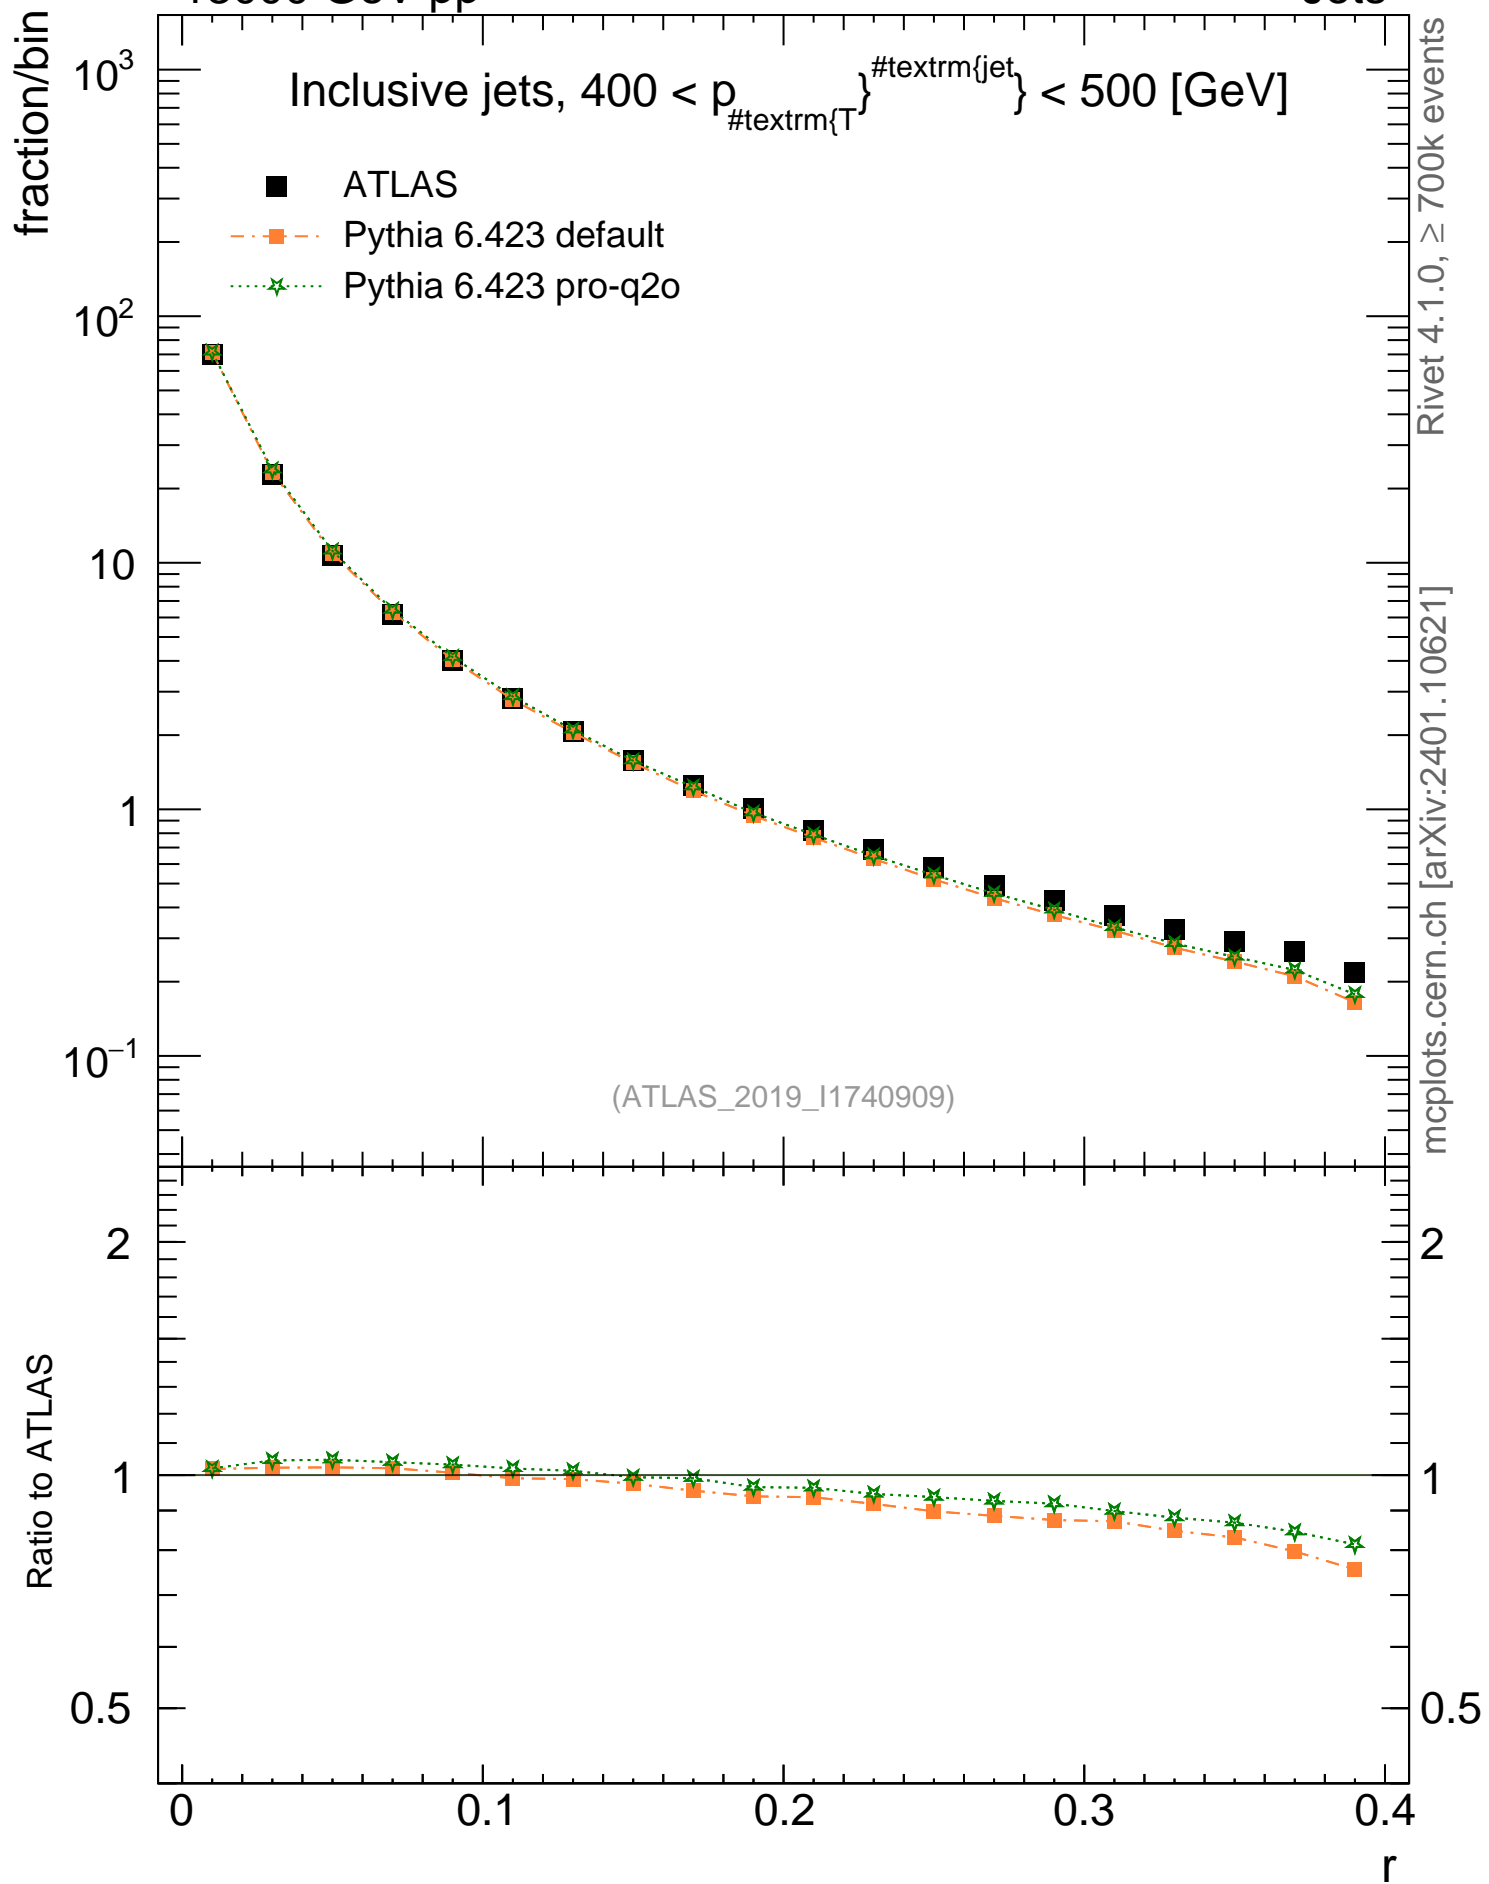 fraction/bin
Inclusive jets, 400 < p_{#textrm{T}}^{#textrm{jet}} < 500 [GeV]
ATLAS
Pythia 6.423 default
Pythia 6.423 pro-q2o
10³
10²
10
1
10⁻¹
(ATLAS_2019_I1740909)
Rivet 4.1.0, ≥ 700k events
mcplots.cern.ch [arXiv:2401.10621]
Ratio to ATLAS
2
1
0.5
2
1
0.5
0 0.1 0.2 0.3 0.4
r